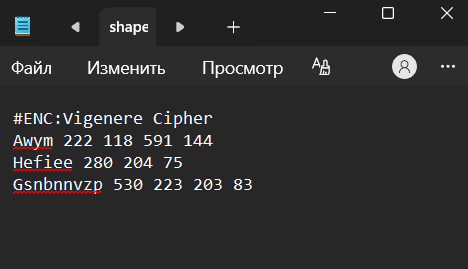 shape
Файл Изменить Просмотр
#ENC:Vigenere Cipher
Awym 222 118 591 144
Hefiee 280 204 75
Gsnbnnvzp 530 223 203 83